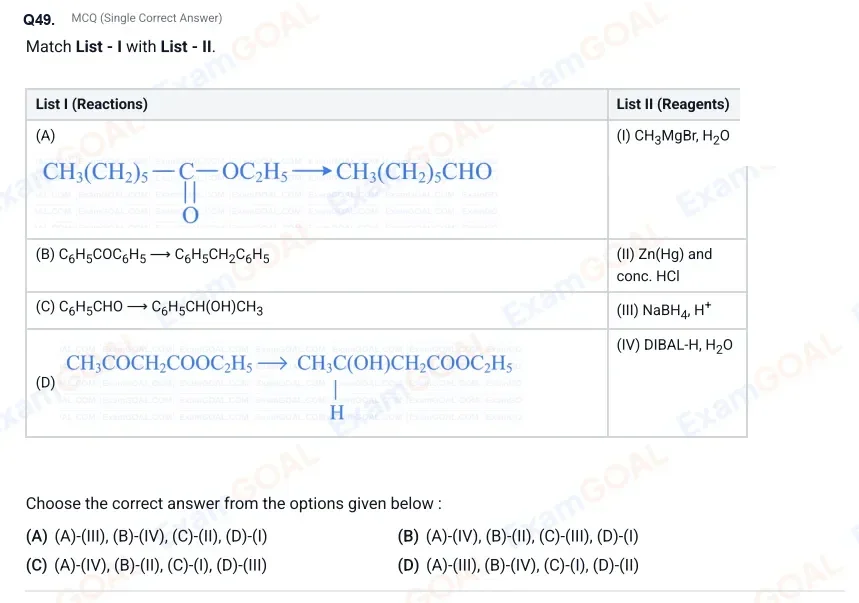 Q49. MCQ (Single Correct Answer)
Match List - I with List - II.
List I (Reactions)
List II (Reagents)
(A)
CH₃(CH₂)₅—C—OC₂H₅ ⟶ CH₃(CH₂)₅CHO
||
O
(I) CH₃MgBr, H₂O
(B) C₆H₅COC₆H₅ ⟶ C₆H₅CH₂C₆H₅
(II) Zn(Hg) and
conc. HCl
(C) C₆H₅CHO ⟶ C₆H₅CH(OH)CH₃
(III) NaBH₄, H⁺
(D)
CH₃COCH₂COOC₂H₅ ⟶ CH₃C(OH)CH₂COOC₂H₅
|
H
(IV) DIBAL-H, H₂O
Choose the correct answer from the options given below :
(A) (A)-(III), (B)-(IV), (C)-(II), (D)-(I)
(B) (A)-(IV), (B)-(II), (C)-(III), (D)-(I)
(C) (A)-(IV), (B)-(II), (C)-(I), (D)-(III)
(D) (A)-(III), (B)-(IV), (C)-(I), (D)-(II)
ExamGOAL